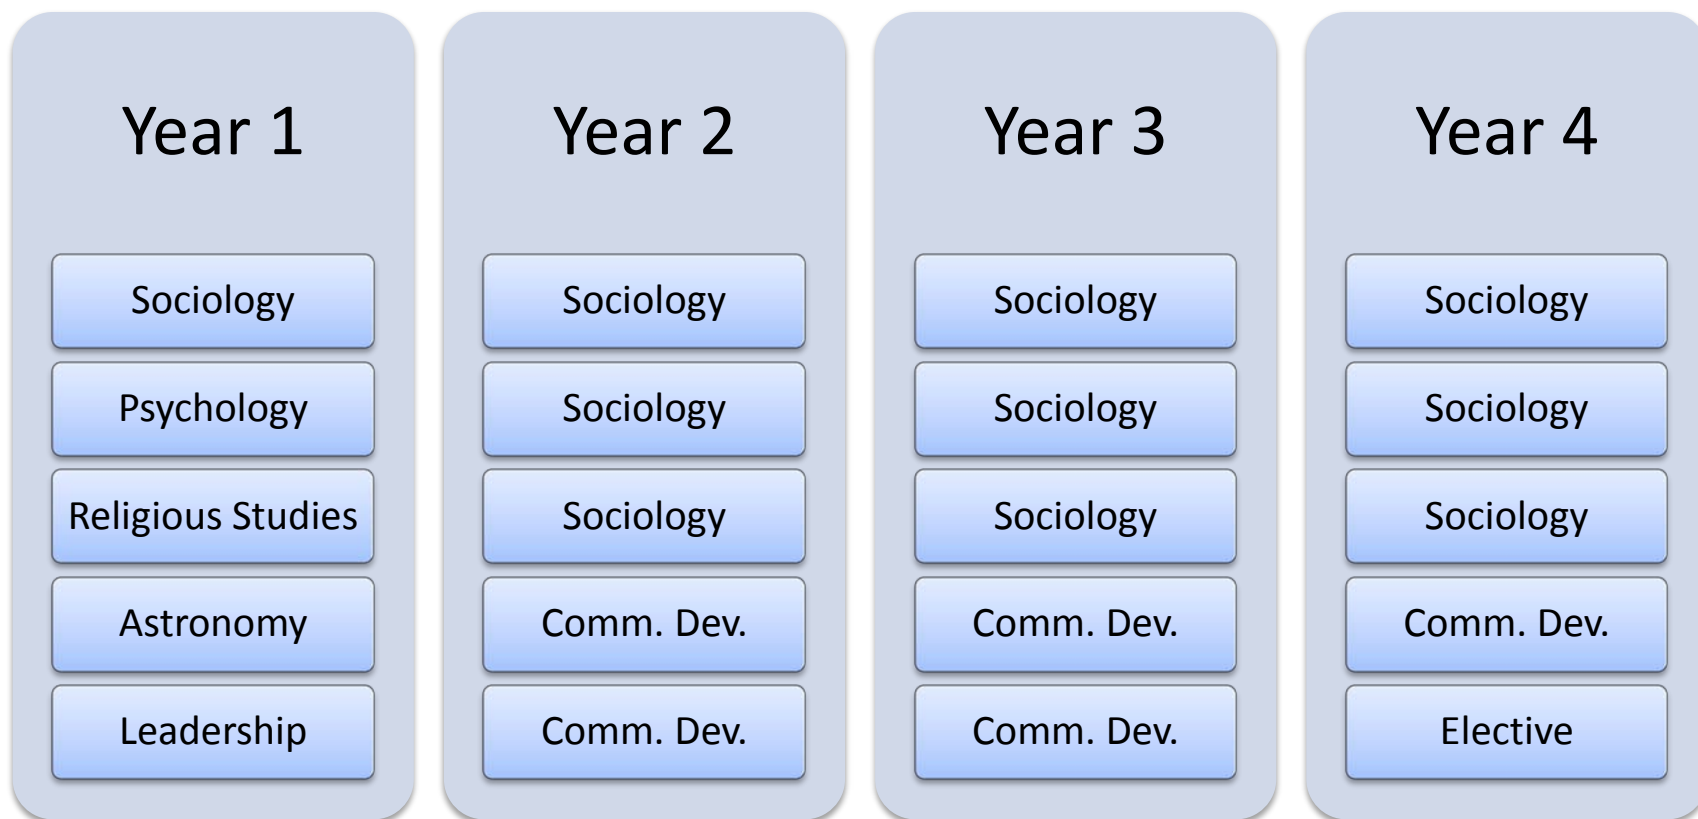 Year 1
Sociology
Psychology
Religious Studies
Astronomy
Leadership
Year 2
Sociology
Sociology
Sociology
Comm. Dev.
Comm. Dev.
Year 3
Sociology
Sociology
Sociology
Comm. Dev.
Comm. Dev.
Year 4
Sociology
Sociology
Sociology
Comm. Dev.
Elective